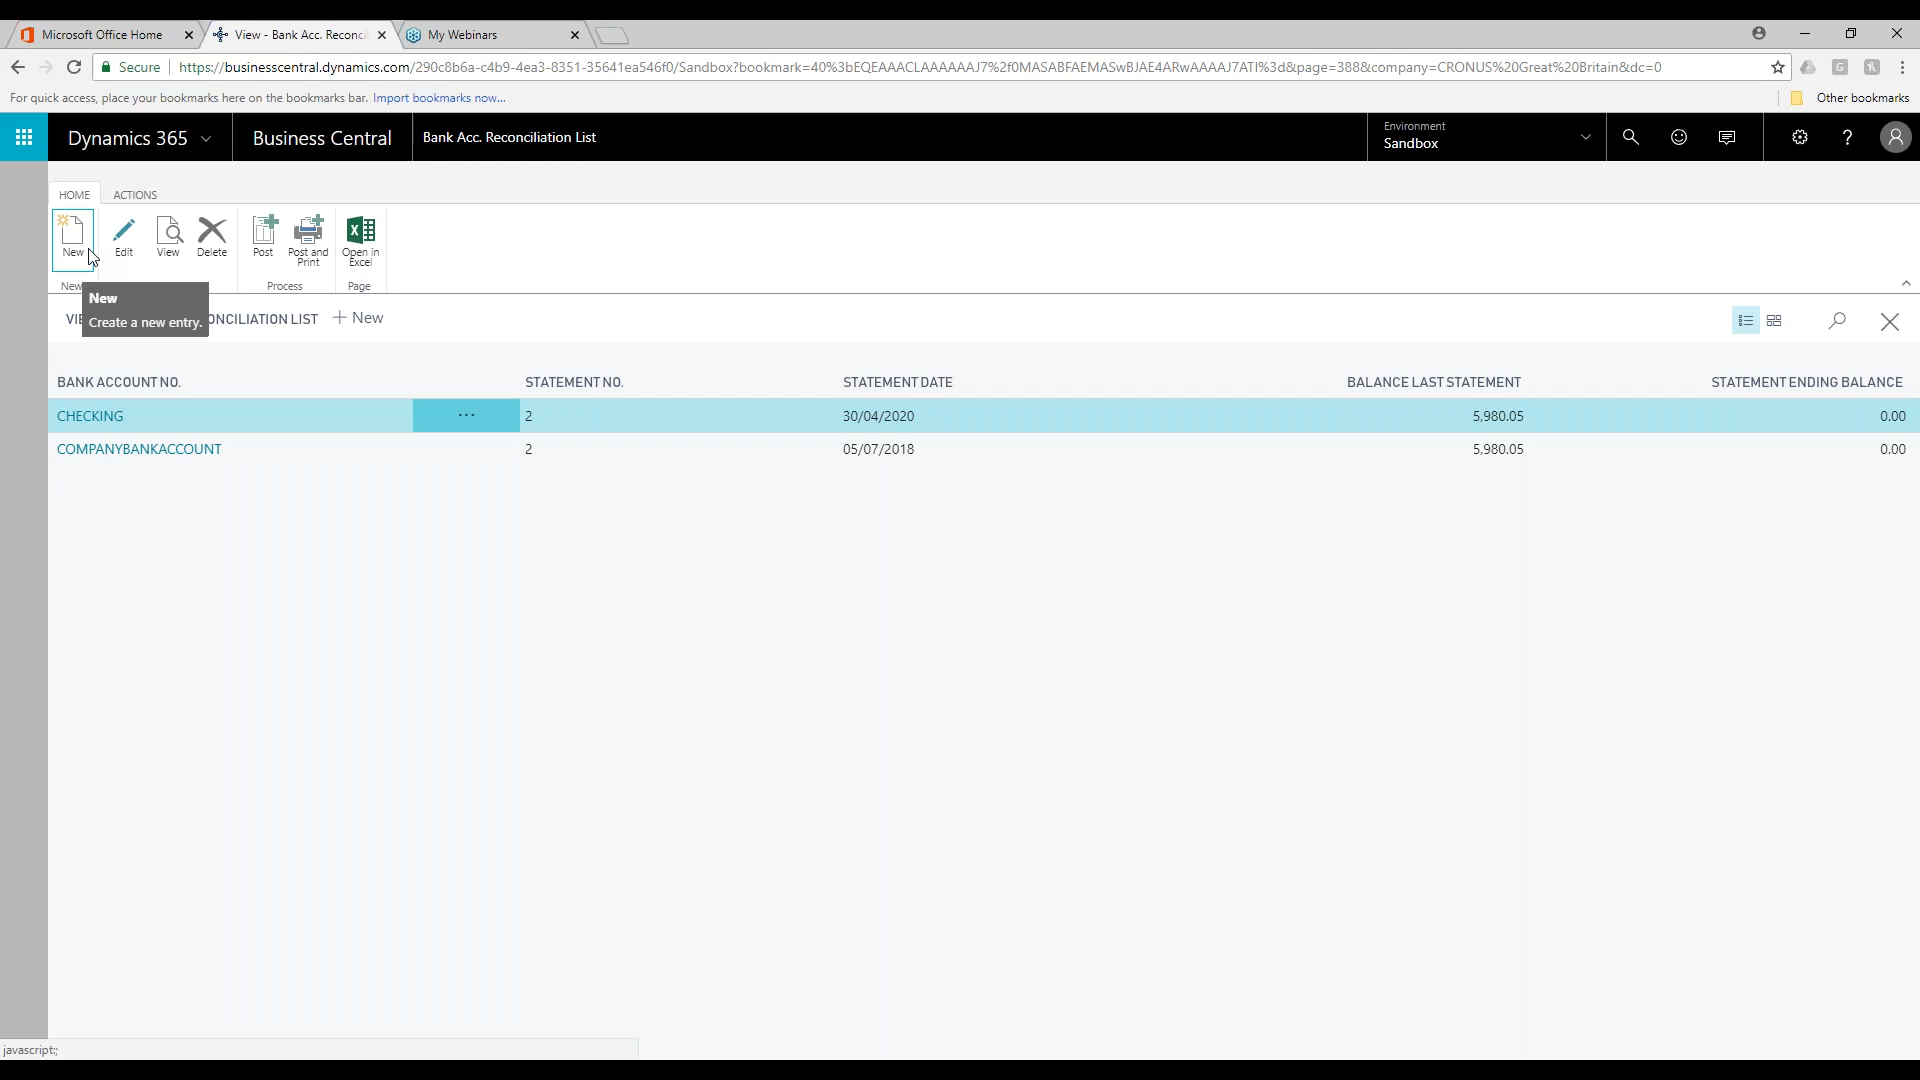 Microsoft Office Home
View - Bank Acc. Reconci
My Webinars
Secure
https://businesscentral.dynamics.com/290c8b6a-c4b9-4ea3-8351-35641ea546f0/Sandbox?bookmark=40%3bEQEAAACLAAAAAAJ7%2f0MASABFAEMASwBJAE4ARwAAAAJ7ATI%3d&page=388&company=CRONUS%20Great%20Britain&dc=0
For quick access, place your bookmarks here on the bookmarks bar. Import bookmarks now...
Other bookmarks
Dynamics 365
Business Central
Bank Acc. Reconciliation List
Environment
Sandbox
HOME
ACTIONS
New
Edit
View
Delete
Post
Post and Print
Open in Excel
New
Process
Page
New
Create a new entry.
VIE
ONCILIATION LIST
+ New
BANK ACCOUNT NO.
STATEMENT NO.
STATEMENT DATE
BALANCE LAST STATEMENT
STATEMENT ENDING BALANCE
CHECKING ... 2 30/04/2020 5,980.05 0.00
COMPANYBANKACCOUNT 2 05/07/2018 5,980.05 0.00
javascript:;